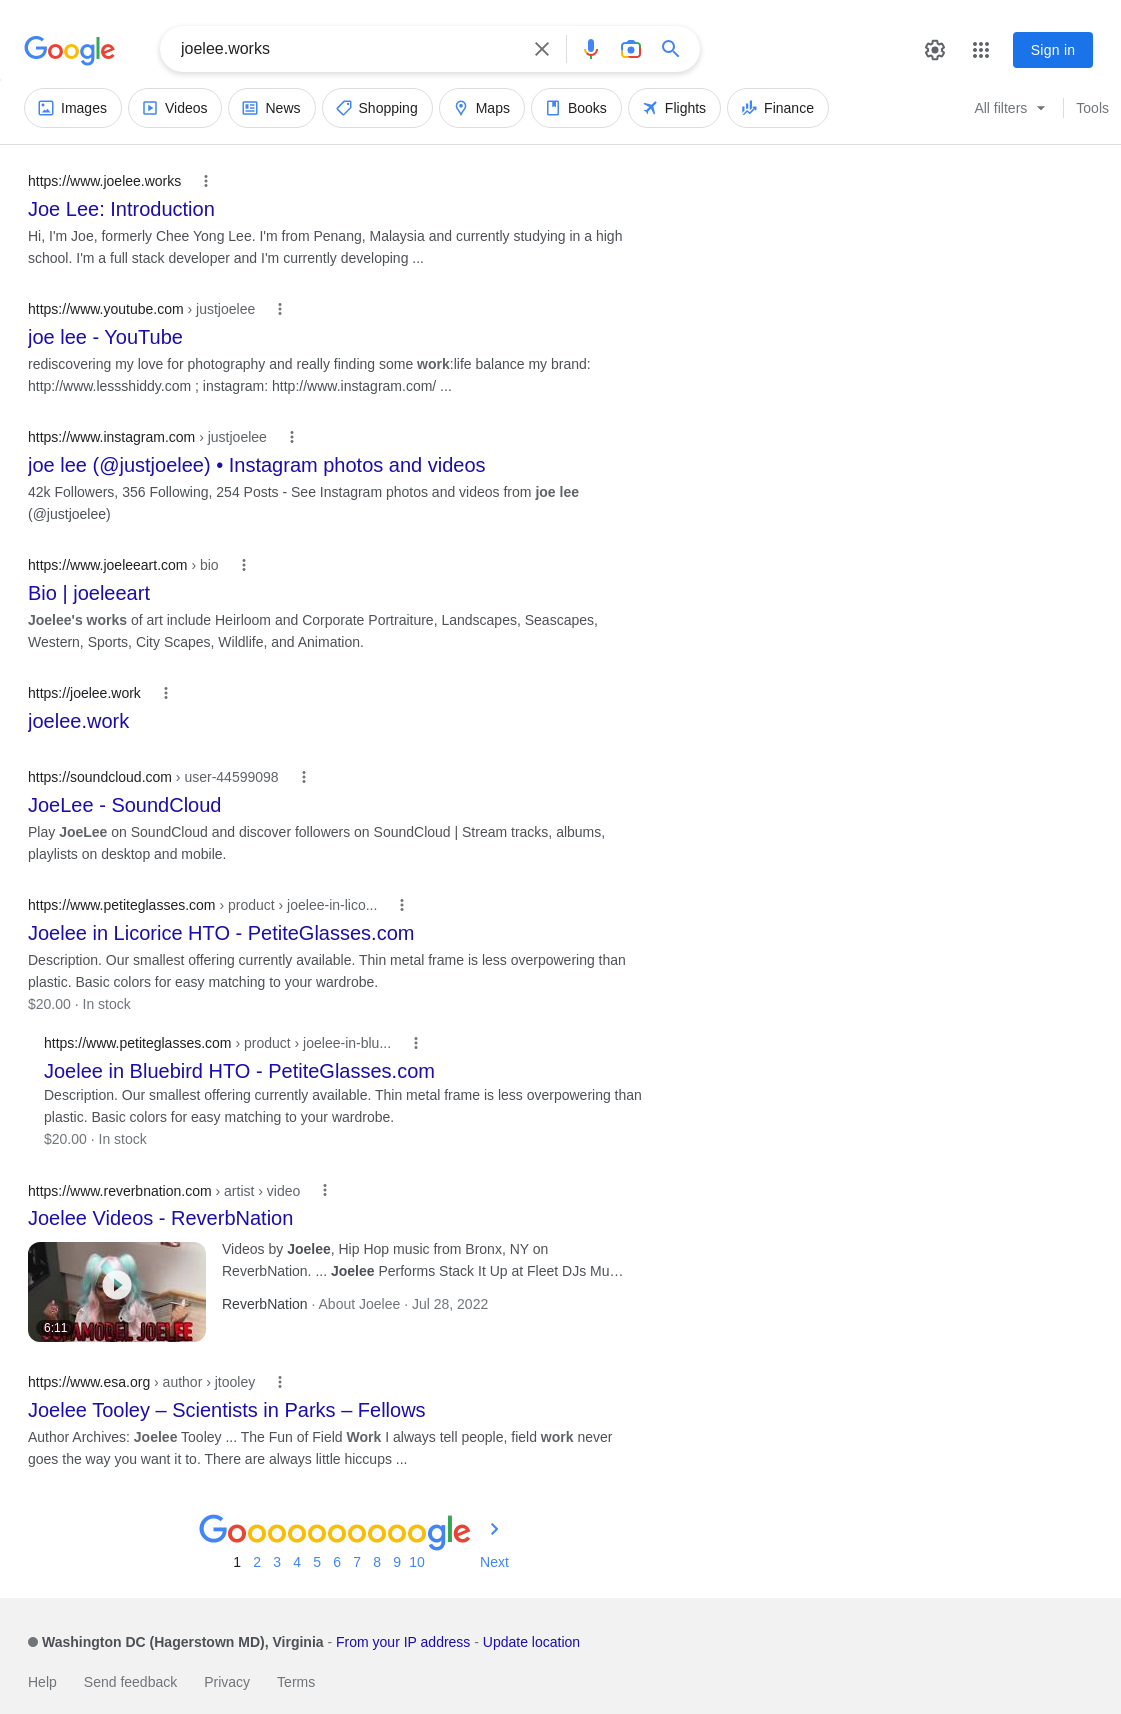 Google
joelee.works
Sign in
Images
Videos
News
Shopping
Maps
Books
Flights
Finance
All filters
Tools
https://www.joelee.works
Joe Lee: Introduction
Hi, I'm Joe, formerly Chee Yong Lee. I'm from Penang, Malaysia and currently studying in a high
school. I'm a full stack developer and I'm currently developing ...
https://www.youtube.com › justjoelee
joe lee - YouTube
rediscovering my love for photography and really finding some work:life balance my brand:
http://www.lessshiddy.com ; instagram: http://www.instagram.com/ ...
https://www.instagram.com › justjoelee
joe lee (@justjoelee) • Instagram photos and videos
42k Followers, 356 Following, 254 Posts - See Instagram photos and videos from joe lee
(@justjoelee)
https://www.joeleeart.com › bio
Bio | joeleeart
Joelee's works of art include Heirloom and Corporate Portraiture, Landscapes, Seascapes,
Western, Sports, City Scapes, Wildlife, and Animation.
https://joelee.work
joelee.work
https://soundcloud.com › user-44599098
JoeLee - SoundCloud
Play JoeLee on SoundCloud and discover followers on SoundCloud | Stream tracks, albums,
playlists on desktop and mobile.
https://www.petiteglasses.com › product › joelee-in-lico...
Joelee in Licorice HTO - PetiteGlasses.com
Description. Our smallest offering currently available. Thin metal frame is less overpowering than
plastic. Basic colors for easy matching to your wardrobe.
$20.00 · In stock
https://www.petiteglasses.com › product › joelee-in-blu...
Joelee in Bluebird HTO - PetiteGlasses.com
Description. Our smallest offering currently available. Thin metal frame is less overpowering than
plastic. Basic colors for easy matching to your wardrobe.
$20.00 · In stock
https://www.reverbnation.com › artist › video
Joelee Videos - ReverbNation
Videos by Joelee, Hip Hop music from Bronx, NY on
ReverbNation. ... Joelee Performs Stack It Up at Fleet DJs Mu…
ReverbNation · About Joelee · Jul 28, 2022
6:11
JOELEE
https://www.esa.org › author › jtooley
Joelee Tooley – Scientists in Parks – Fellows
Author Archives: Joelee Tooley ... The Fun of Field Work I always tell people, field work never
goes the way you want it to. There are always little hiccups ...
Goooooooooogle
1 2 3 4 5 6 7 8 9 10 Next
Washington DC (Hagerstown MD), Virginia - From your IP address - Update location
Help
Send feedback
Privacy
Terms